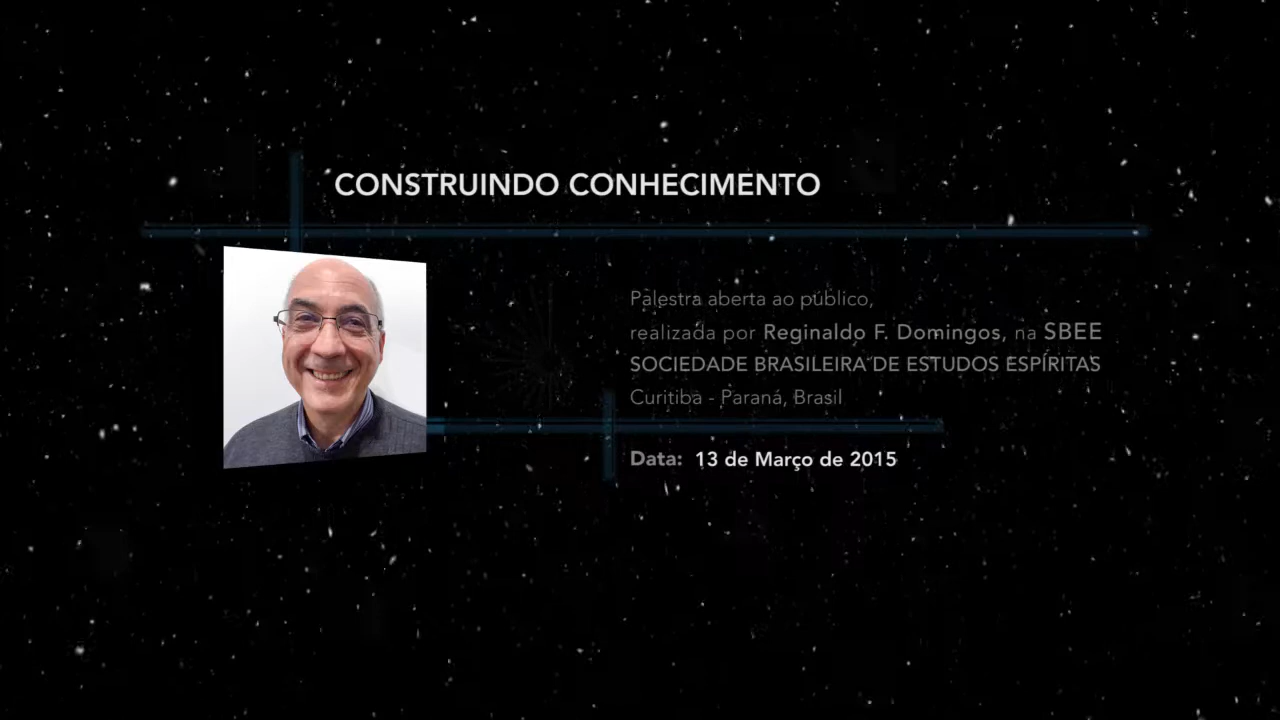 CONSTRUINDO CONHECIMENTO
Palestra aberta ao público,
realizada por Reginaldo F. Domingos, na SBEE
SOCIEDADE BRASILEIRA DE ESTUDOS ESPÍRITAS
Curitiba - Paraná, Brasil
Data: 13 de Março de 2015